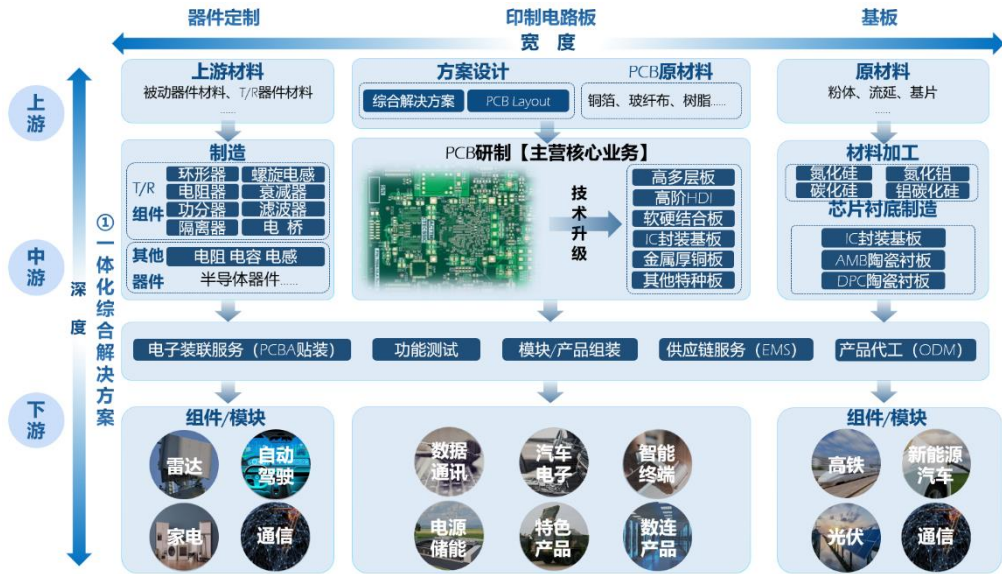 器件定制
印制电路板
基板
宽 度
上游
中游
下游
深 度
①一体化综合解决方案
上游材料
被动器件材料、T/R器件材料
......
方案设计
综合解决方案
PCB Layout
PCB原材料
铜箔、玻纤布、树脂......
原材料
粉体、流延、基片
......
制造
T/R
组件
环形器
螺旋电感
电阻器
衰减器
功分器
滤波器
隔离器
电 桥
其他
器件
电阻 电容 电感
半导体器件......
PCB研制【主营核心业务】
技术升级
高多层板
高阶HDI
软硬结合板
IC封装基板
金属厚铜板
其他特种板
材料加工
氮化硅
氮化铝
碳化硅
铝碳化硅
芯片衬底制造
IC封装基板
AMB陶瓷衬板
DPC陶瓷衬板
电子装联服务（PCBA贴装）
功能测试
模块/产品组装
供应链服务（EMS）
产品代工（ODM）
组件/模块
雷达
自动
驾驶
家电
通信
数据
通讯
汽车
电子
智能
终端
电源
储能
特色
产品
数连
产品
组件/模块
高铁
新能源
汽车
光伏
通信